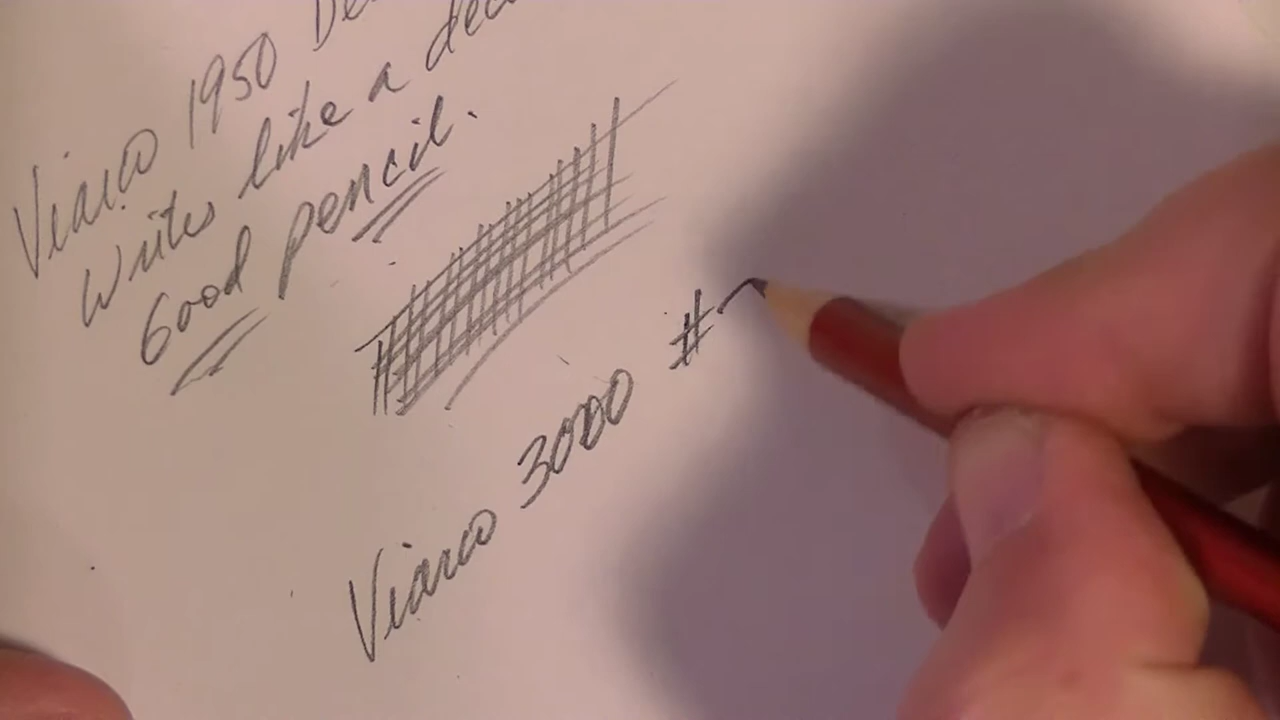 Viarco 1950
Writes like a
Good pencil.
Viarco 3000 #